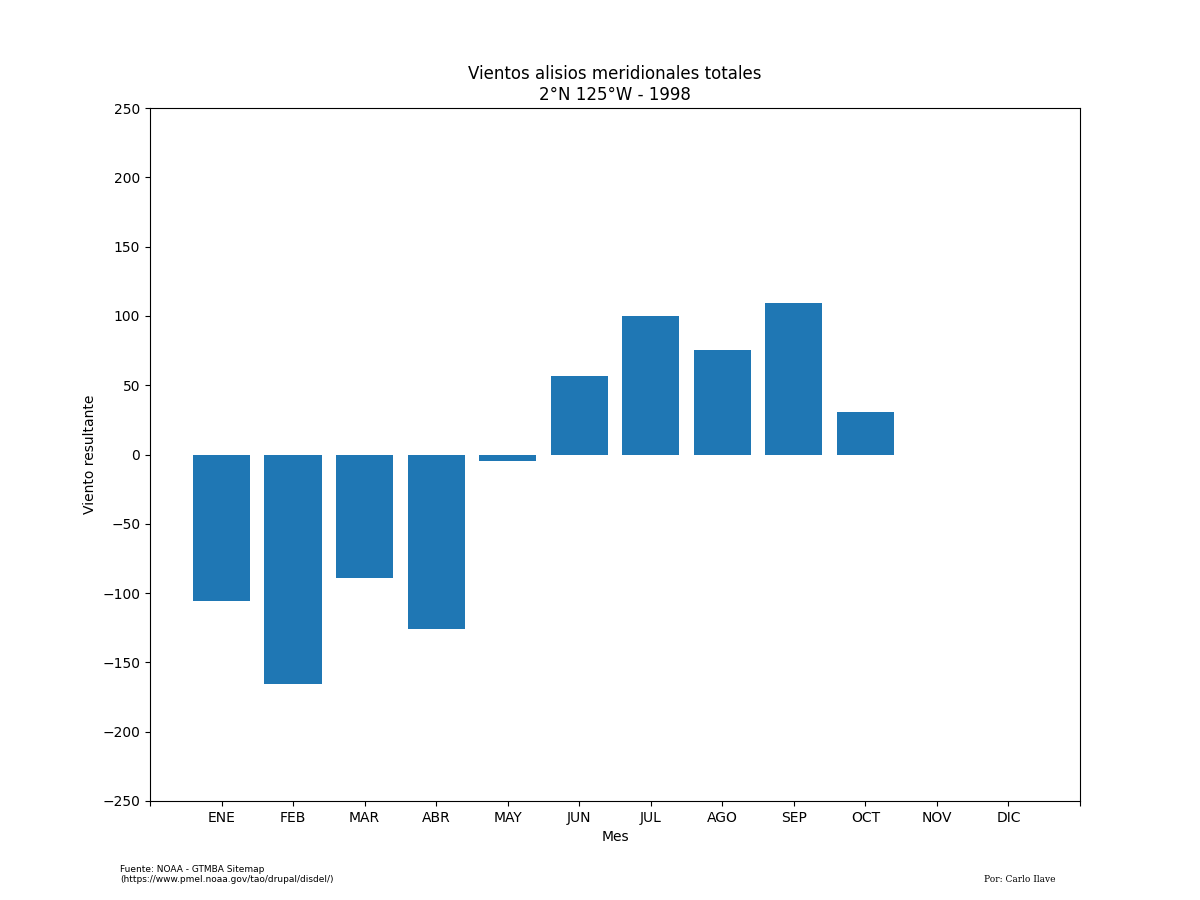 Vientos alisios meridionales totales
2°N 125°W - 1998
250
200
150
100
50
0
−50
−100
−150
−200
−250
Viento resultante
ENE FEB MAR ABR MAY JUN JUL AGO SEP OCT NOV DIC
Mes
Fuente: NOAA - GTMBA Sitemap
(https://www.pmel.noaa.gov/tao/drupal/disdel/)
Por: Carlo Ilave